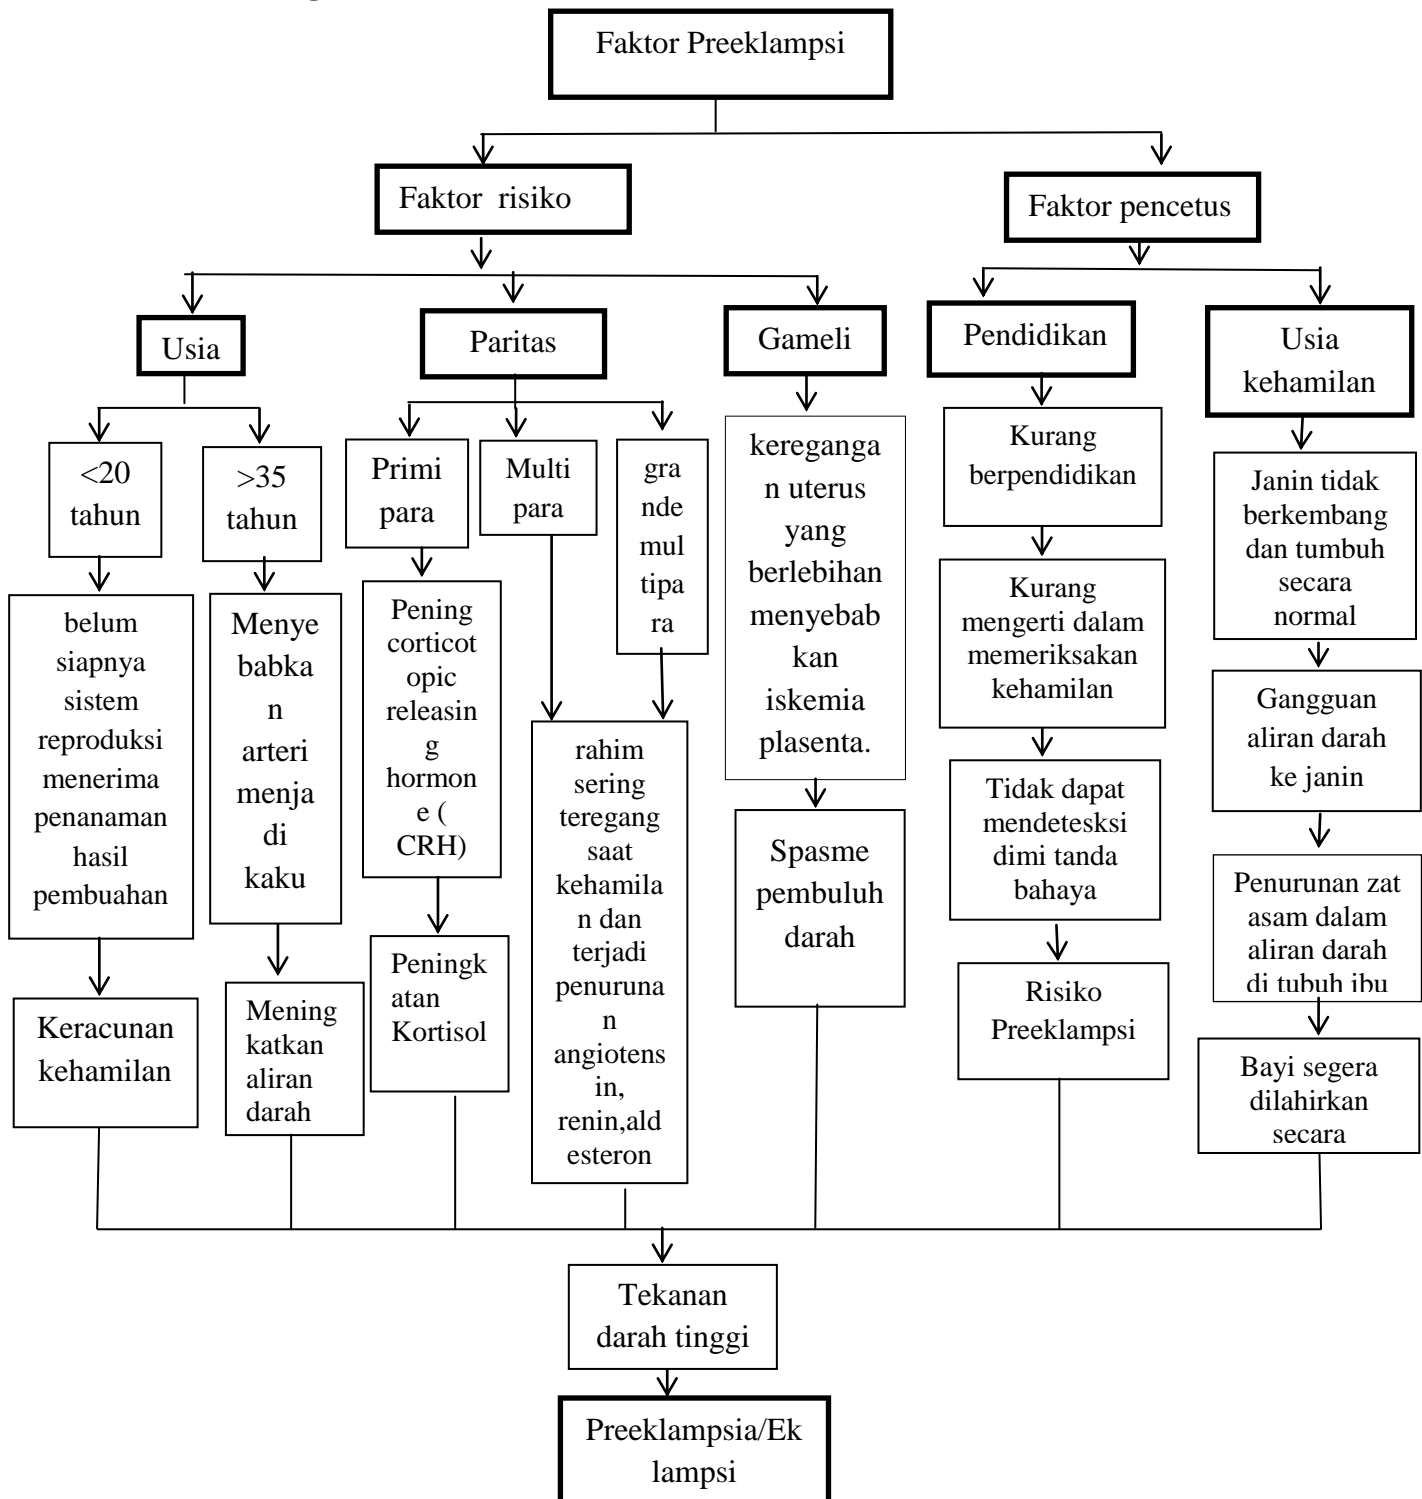 Faktor Preeklampsi
Faktor risiko
Faktor pencetus
Usia
Paritas
Gameli
Pendidikan
Usia
kehamilan
<20
tahun
>35
tahun
Primi
para
Multi
para
gra
nde
mul
tipa
ra
kereganga
n uterus
yang
berlebihan
menyebab
kan
iskemia
plasenta.
Kurang
berpendidikan
Janin tidak
berkembang
dan tumbuh
secara
normal
belum
siapnya
sistem
reproduksi
menerima
penanaman
hasil
pembuahan
Menye
babka
n
arteri
menja
di
kaku
Pening
corticot
opic
releasin
g
hormon
e (
CRH)
rahim
sering
teregang
saat
kehamila
n dan
terjadi
penuruna
n
angiotens
in,
renin,ald
esteron
Kurang
mengerti dalam
memeriksakan
kehamilan
Gangguan
aliran darah
ke janin
Spasme
pembuluh
darah
Tidak dapat
mendetesksi
dimi tanda
bahaya
Penurunan zat
asam dalam
aliran darah
di tubuh ibu
Keracunan
kehamilan
Mening
katkan
aliran
darah
Peningk
atan
Kortisol
Risiko
Preeklampsi
Bayi segera
dilahirkan
secara
Tekanan
darah tinggi
Preeklampsia/Ek
lampsi